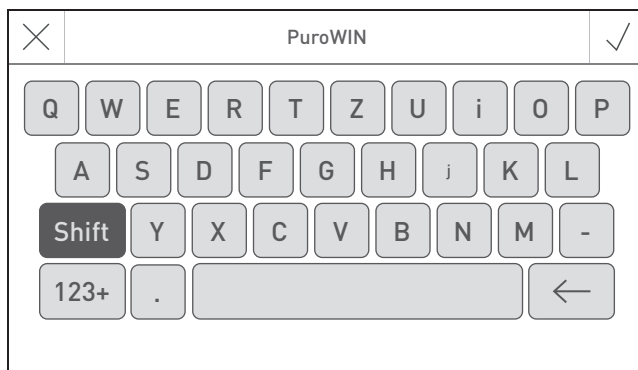 PuroWIN
Q W E R T Z U i O P
A S D F G H j K L
Shift Y X C V B N M -
123+ .